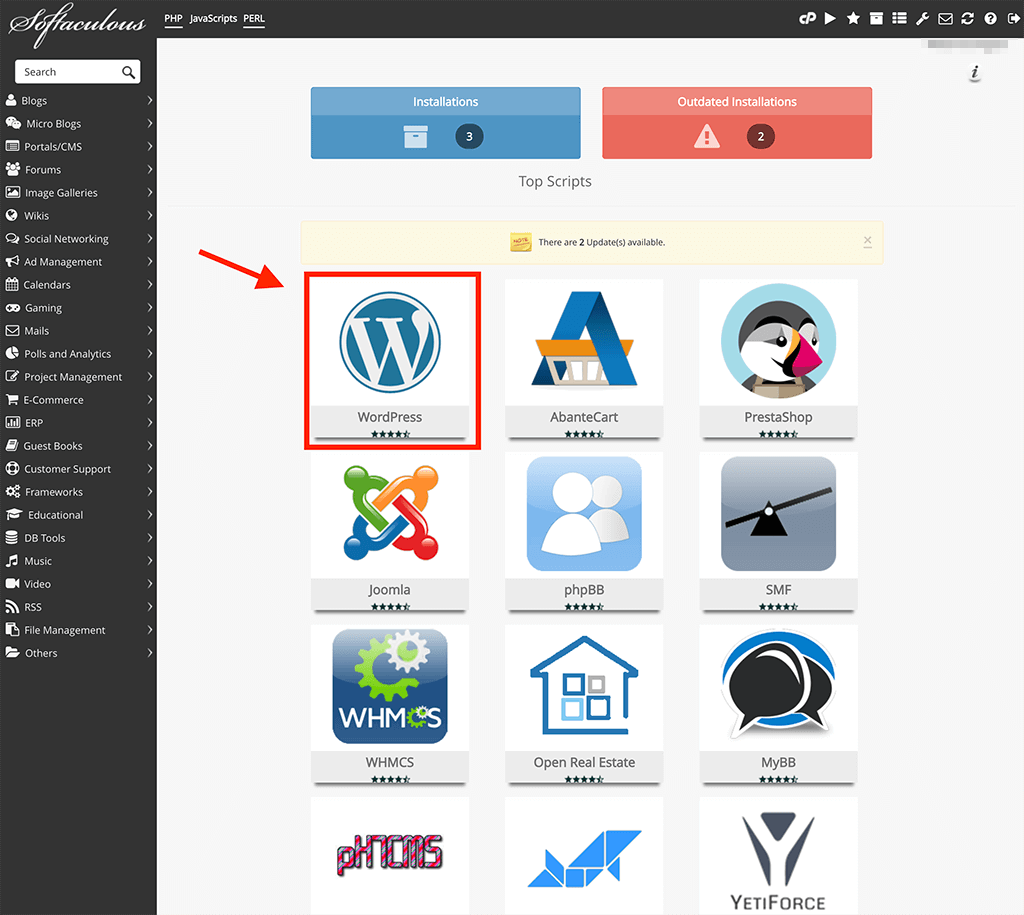 Softaculous
PHP JavaScripts PERL
Search
Blogs
Micro Blogs
Portals/CMS
Forums
Image Galleries
Wikis
Social Networking
Ad Management
Calendars
Gaming
Mails
Polls and Analytics
Project Management
E-Commerce
ERP
Guest Books
Customer Support
Frameworks
Educational
DB Tools
Music
Video
RSS
File Management
Others
cP
i
Installations
3
Outdated Installations
2
Top Scripts
NOTE
There are 2 Update(s) available.
×
W
WordPress
AbanteCart
PrestaShop
Joomla
phpBB
SMF
WHMCS
WHMCS
Open Real Estate
MyBB
pHTCMS
YETIFORCE